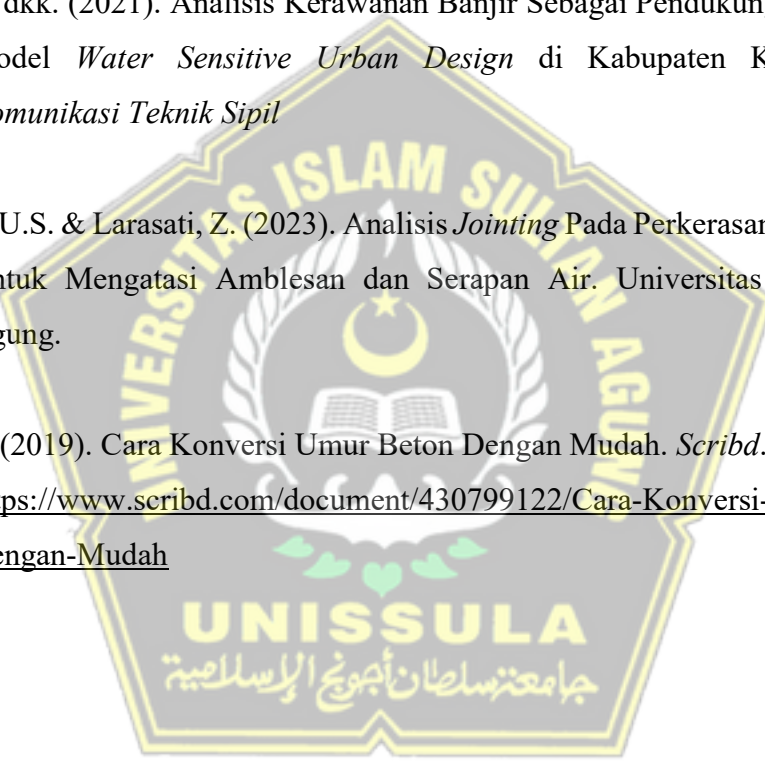 dkk. (2021). Analisis Kerawanan Banjir Sebagai Pendukung
odel Water Sensitive Urban Design di Kabupaten K
omunikasi Teknik Sipil
U.S. & Larasati, Z. (2023). Analisis Jointing Pada Perkerasan
ntuk Mengatasi Amblesan dan Serapan Air. Universitas
gung.
(2019). Cara Konversi Umur Beton Dengan Mudah. Scribd.
ps://www.scribd.com/document/430799122/Cara-Konversi-
engan-Mudah
UNIVERSITAS ISLAM SULTAN AGUNG
UNISSULA
جامعة سلطان أجونج الإسلامية